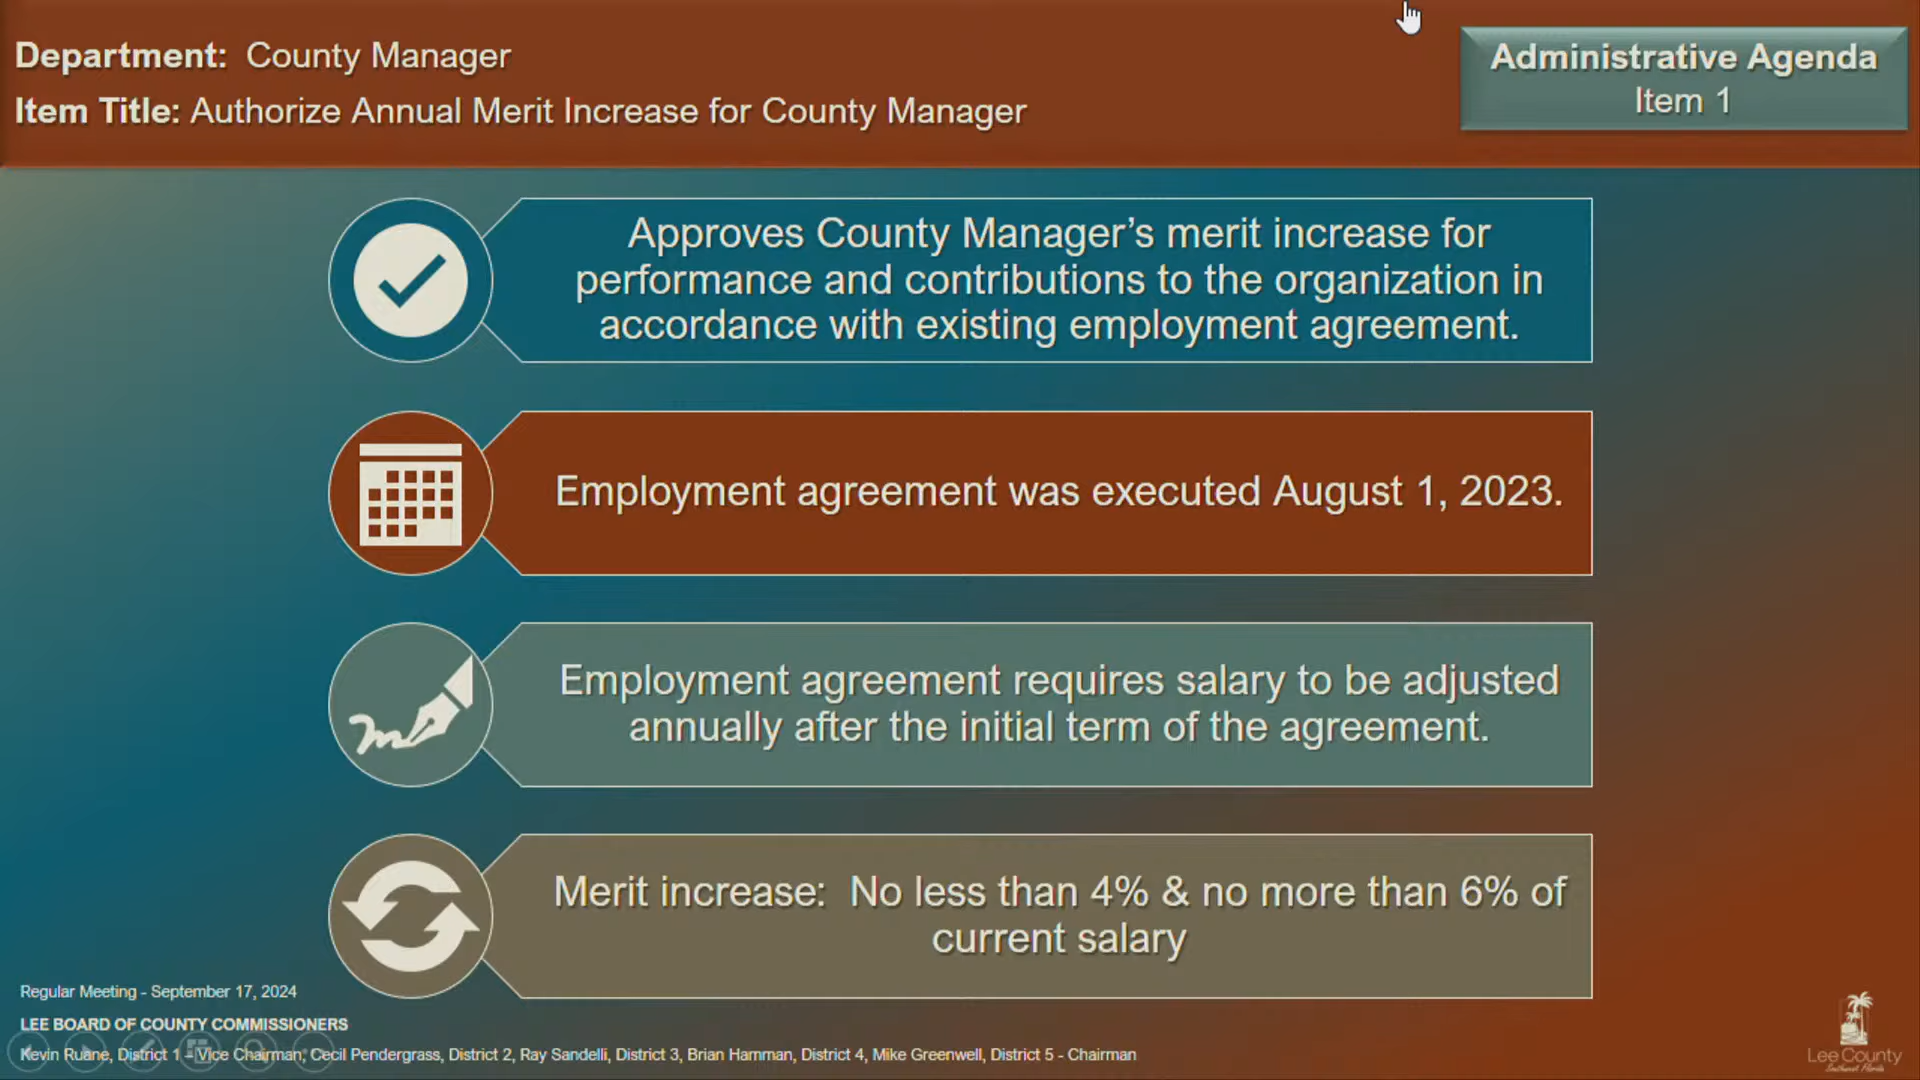 Department: County Manager
Item Title: Authorize Annual Merit Increase for County Manager
Administrative Agenda
Item 1
Approves County Manager’s merit increase for
performance and contributions to the organization in
accordance with existing employment agreement.
Employment agreement was executed August 1, 2023.
Employment agreement requires salary to be adjusted
annually after the initial term of the agreement.
Merit increase: No less than 4% & no more than 6% of
current salary
Regular Meeting - September 17, 2024
LEE BOARD OF COUNTY COMMISSIONERS
Kevin Ruane, District 1 – Vice Chairman, Cecil Pendergrass, District 2, Ray Sandelli, District 3, Brian Hamman, District 4, Mike Greenwell, District 5 - Chairman
Lee County
Southwest Florida